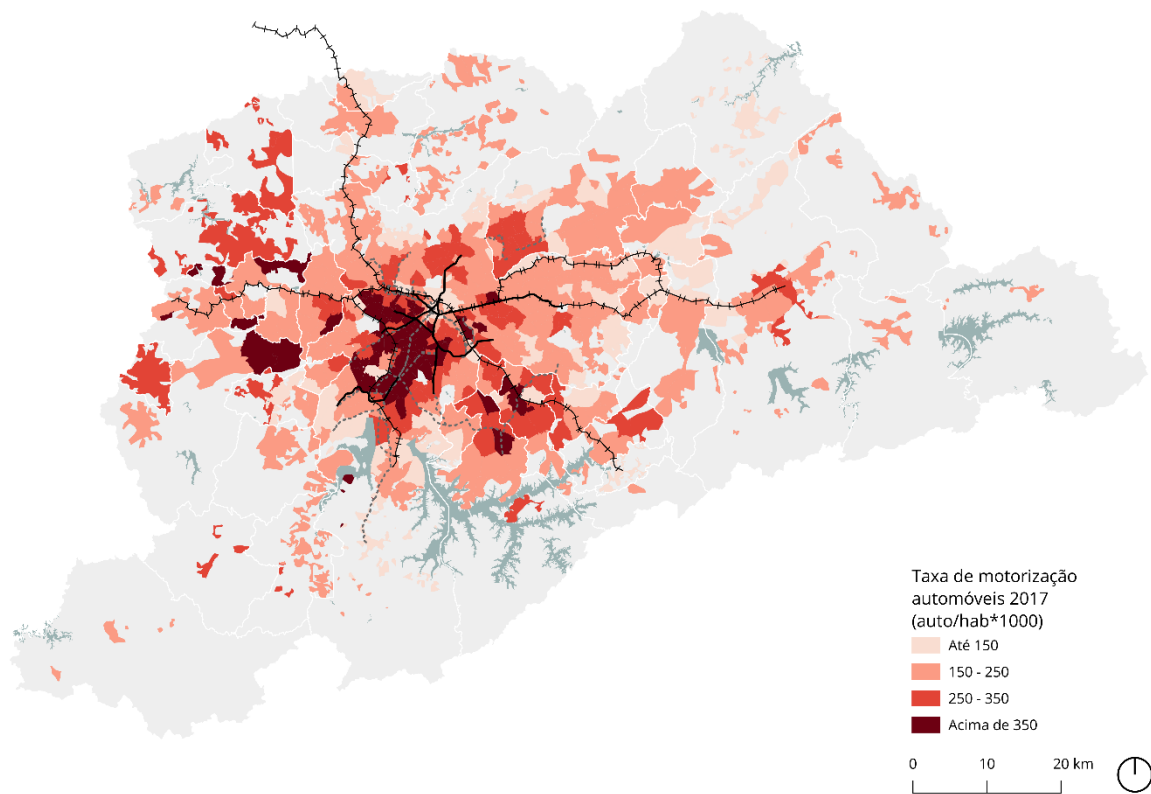 Taxa de motorização
automóveis 2017
(auto/hab*1000)
Até 150
150 - 250
250 - 350
Acima de 350
0 10 20 km